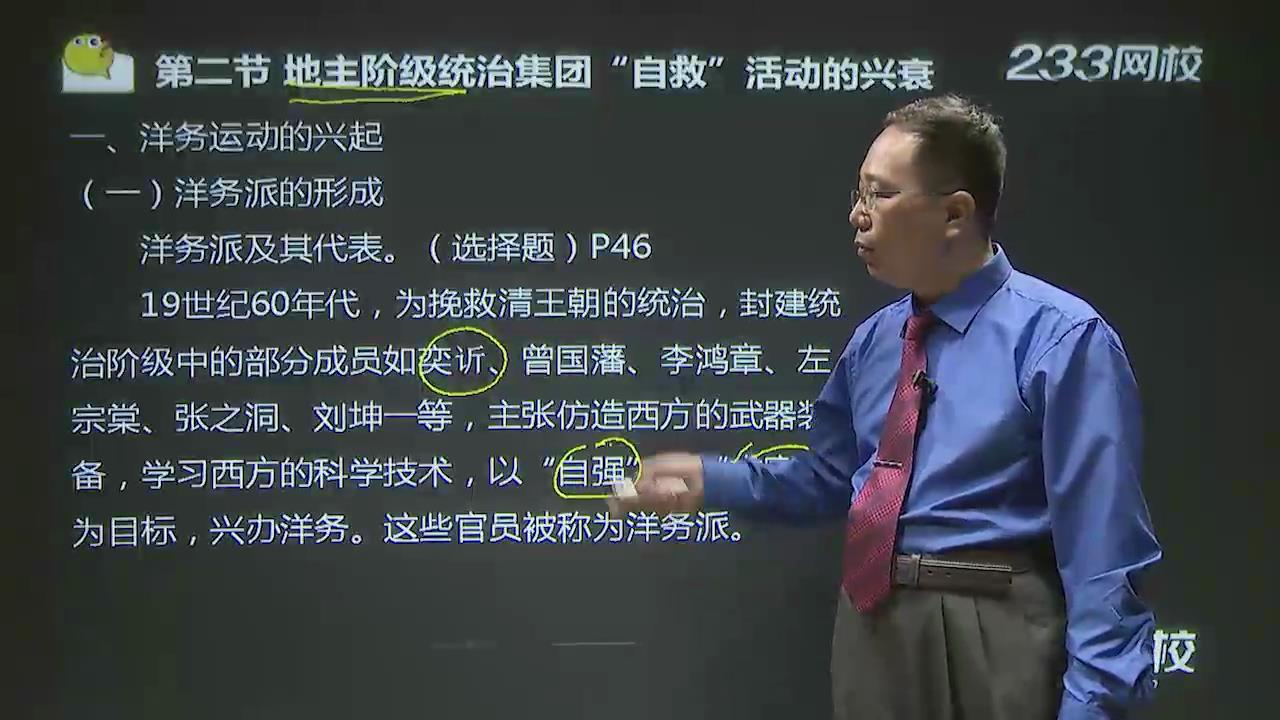 第二节 地主阶级统治集团“自救”活动的兴衰
233网校
一、洋务运动的兴起
（一）洋务派的形成
洋务派及其代表。（选择题）P46
19世纪60年代，为挽救清王朝的统治，封建统
治阶级中的部分成员如奕䜣、曾国藩、李鸿章、左
宗棠、张之洞、刘坤一等，主张仿造西方的武器装
备，学习西方的科学技术，以“自强”
为目标，兴办洋务。这些官员被称为洋务派。
校